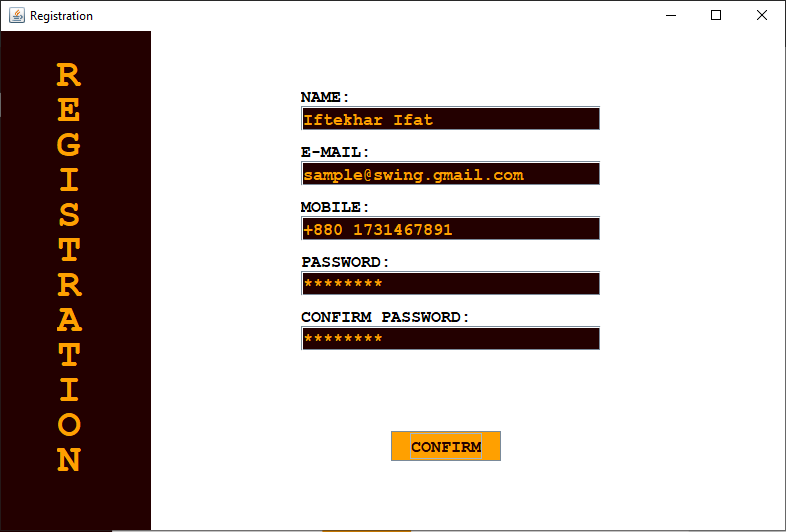 Registration
R
E
G
I
S
T
R
A
T
I
O
N
NAME:
Iftekhar Ifat
E-MAIL:
sample@swing.gmail.com
MOBILE:
+880 1731467891
PASSWORD:
********
CONFIRM PASSWORD:
********
CONFIRM